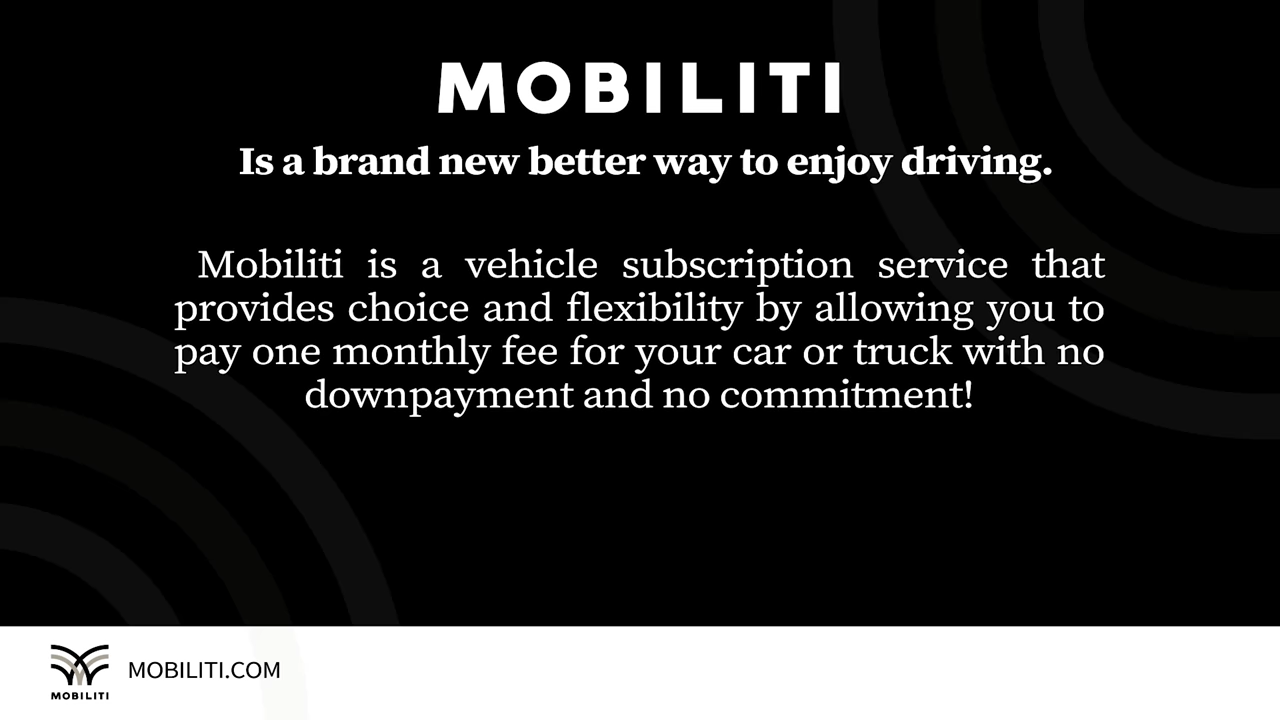 MOBILITI
Is a brand new better way to enjoy driving.
Mobiliti is a vehicle subscription service that
provides choice and flexibility by allowing you to
pay one monthly fee for your car or truck with no
downpayment and no commitment!
MOBILITI
MOBILITI.COM